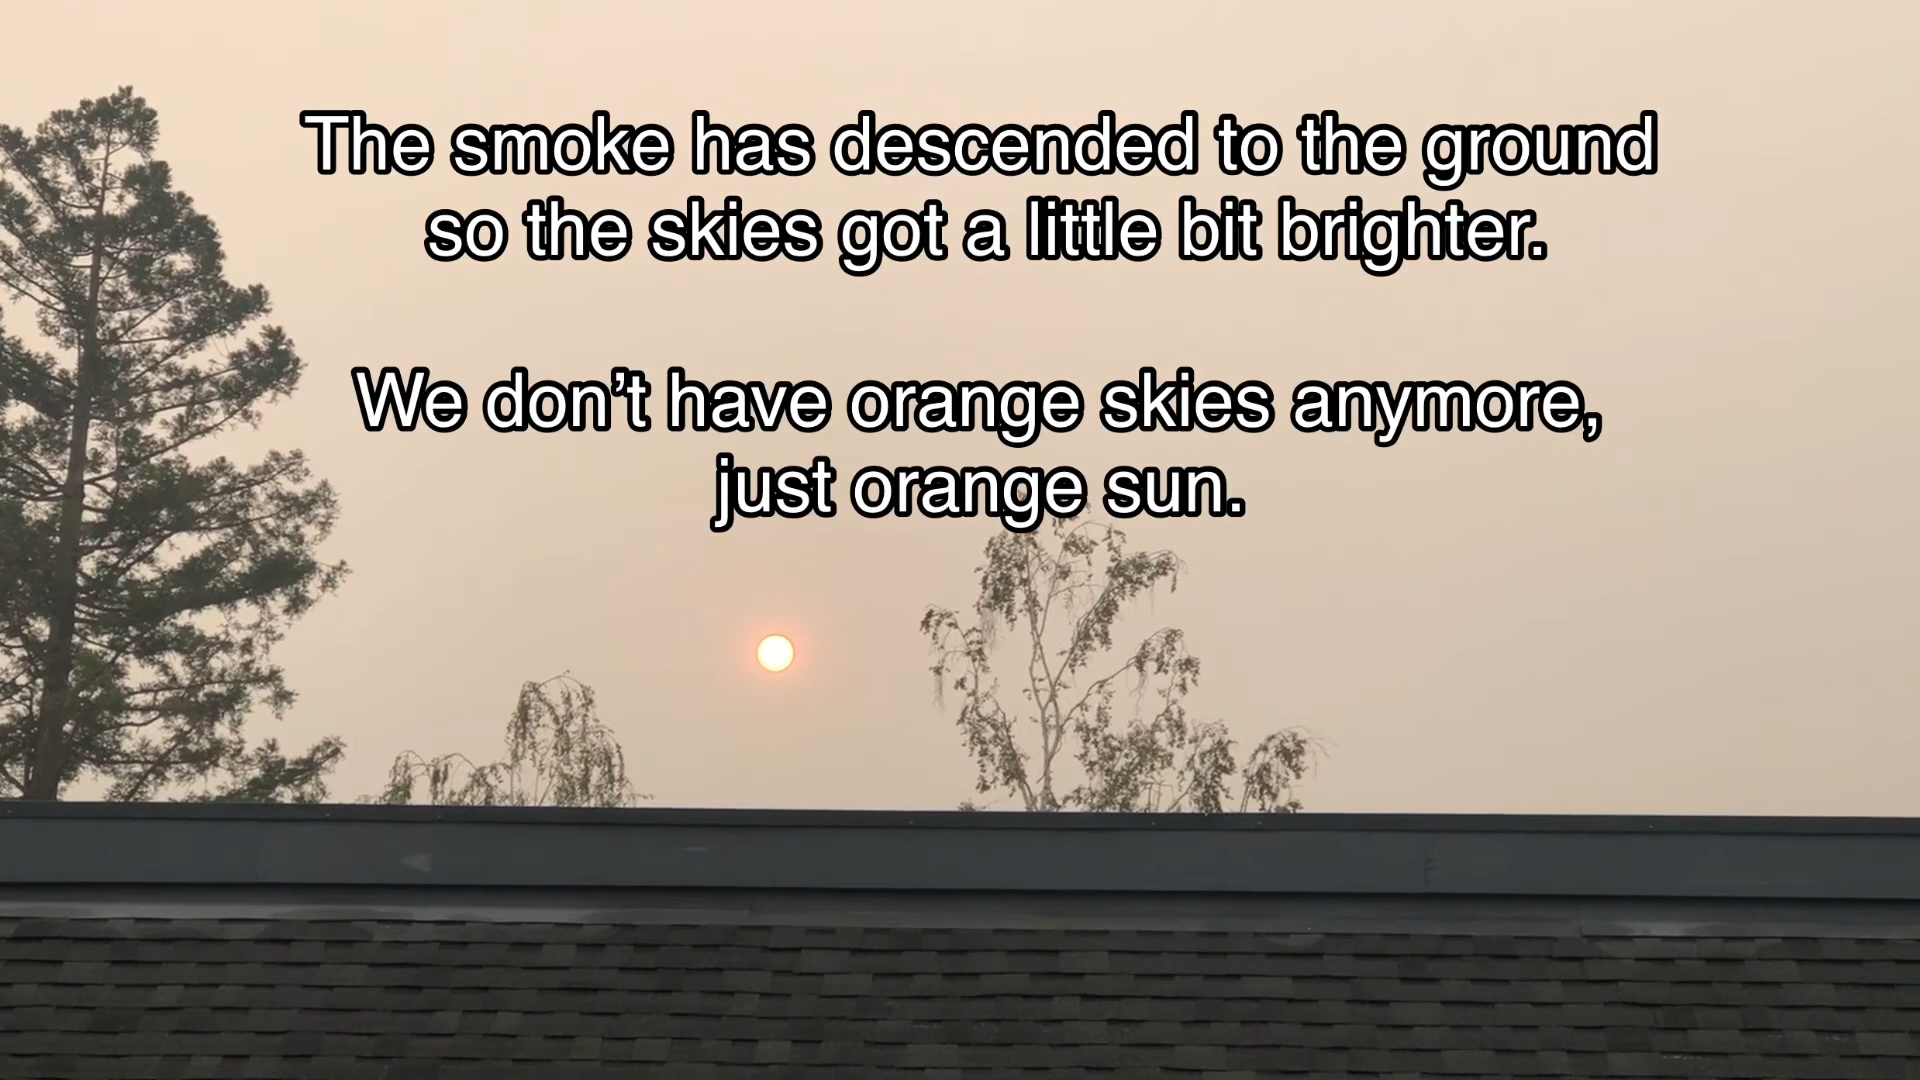 The smoke has descended to the ground
so the skies got a little bit brighter.
We don’t have orange skies anymore,
just orange sun.